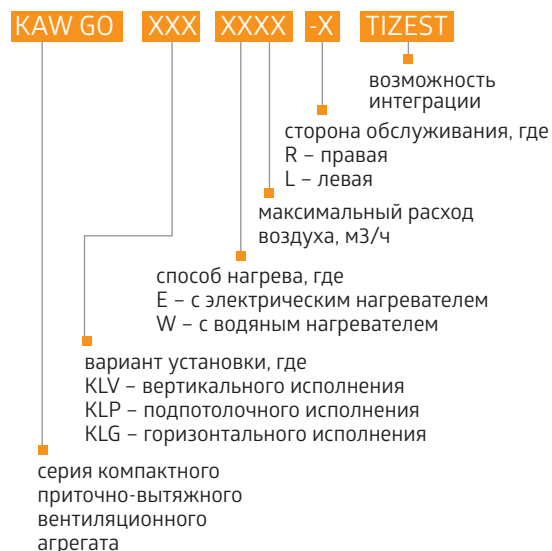 KAW GO XXX XXXX -X TIZEST
возможность
интеграции
сторона обслуживания, где
R – правая
L – левая
максимальный расход
воздуха, м3/ч
способ нагрева, где
E – с электрическим нагревателем
W – с водяным нагревателем
вариант установки, где
KLV – вертикального исполнения
KLP – подпотолочного исполнения
KLG – горизонтального исполнения
серия компактного
приточно-вытяжного
вентиляционного
агрегата